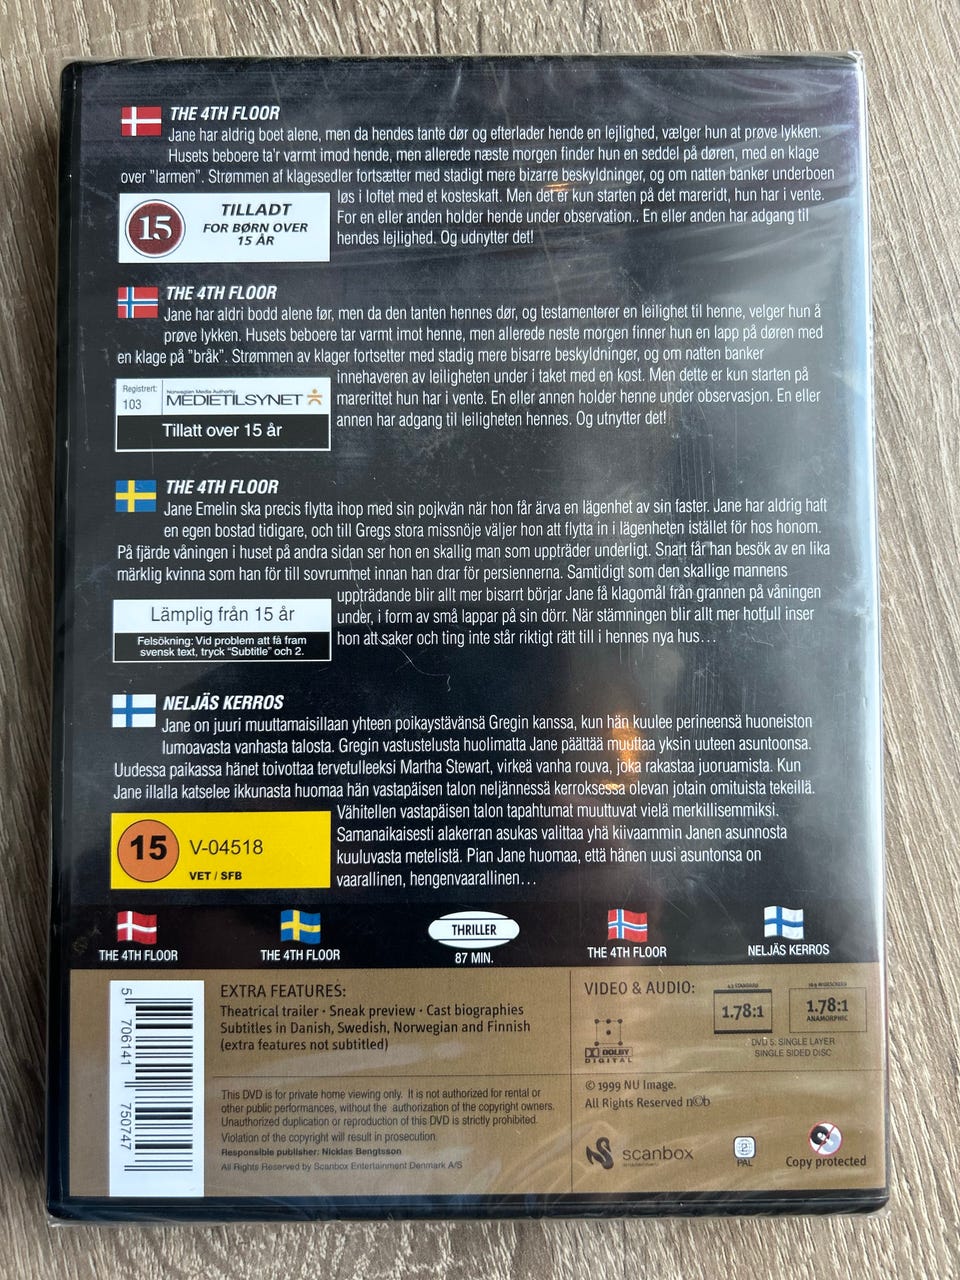 THE 4TH FLOOR
Jane har aldrig boet alene, men da hendes tante dør og efterlader hende en lejlighed, vælger hun at prøve lykken.
Husets beboere ta'r varmt imod hende, men allerede næste morgen finder hun en seddel på døren, med en klage
over "larmen". Strømmen af klagesedler fortsætter med stadigt mere bizarre beskyldninger, og om natten banker underboen
løs i loftet med et kosteskaft. Men det er kun starten på det mareridt, hun har i vente.
For en eller anden holder hende under observation.. En eller anden har adgang til
hendes lejlighed. Og udnytter det!
15
TILLADT
FOR BØRN OVER
15 ÅR
THE 4TH FLOOR
Jane har aldri bodd alene før, men da den tanten hennes dør, og testamenterer en leilighet til henne, velger hun å
prøve lykken. Husets beboere tar varmt imot henne, men allerede neste morgen finner hun en lapp på døren med
en klage på "bråk". Strømmen av klager fortsetter med stadig mere bisarre beskyldninger, og om natten banker
innehaveren av leiligheten under i taket med en kost. Men dette er kun starten på
marerittet hun har i vente. En eller annen holder henne under observasjon. En eller
annen har adgang til leiligheten hennes. Og utnytter det!
Registrert:
103
Norwegian Media Authority
MEDIETILSYNET
Tillatt over 15 år
THE 4TH FLOOR
Jane Emelin ska precis flytta ihop med sin pojkvän när hon får ärva en lägenhet av sin faster. Jane har aldrig haft
en egen bostad tidigare, och till Gregs stora missnöje väljer hon att flytta in i lägenheten istället för hos honom.
På fjärde våningen i huset på andra sidan ser hon en skallig man som uppträder underligt. Snart får han besök av en lika
märklig kvinna som han för till sovrummet innan han drar för persiennerna. Samtidigt som den skallige mannens
uppträdande blir allt mer bisarrt börjar Jane få klagomål från grannen på våningen
under, i form av små lappar på sin dörr. När stämningen blir allt mer hotfull inser
hon att saker och ting inte står riktigt rätt till i hennes nya hus...
Lämplig från 15 år
Felsökning: Vid problem att få fram
svensk text, tryck "Subtitle" och 2.
NELJÄS KERROS
Jane on juuri muuttamaisillaan yhteen poikaystävänsä Gregin kanssa, kun hän kuulee perineensä huoneiston
lumoavasta vanhasta talosta. Gregin vastustelusta huolimatta Jane päättää muuttaa yksin uuteen asuntoonsa.
Uudessa paikassa hänet toivottaa tervetulleeksi Martha Stewart, virkeä vanha rouva, joka rakastaa juoruamista. Kun
Jane illalla katselee ikkunasta huomaa hän vastapäisen talon neljännessä kerroksessa olevan jotain omituista tekeillä.
Vähitellen vastapäisen talon tapahtumat muuttuvat vielä merkillisemmiksi.
Samanaikaisesti alakerran asukas valittaa yhä kiivaammin Janen asunnosta
kuuluvasta metelistä. Pian Jane huomaa, että hänen uusi asuntonsa on
vaarallinen, hengenvaarallinen...
15
V-04518
VET / SFB
THE 4TH FLOOR
THE 4TH FLOOR
THRILLER
87 MIN.
THE 4TH FLOOR
NELJÄS KERROS
5 706141 750747
EXTRA FEATURES:
Theatrical trailer · Sneak preview · Cast biographies
Subtitles in Danish, Swedish, Norwegian and Finnish
(extra features not subtitled)
This DVD is for private home viewing only. It is not authorized for rental or
other public performances, without the authorization of the copyright owners.
Unauthorized duplication or reproduction of this DVD is strictly prohibited.
Violation of the copyright will result in prosecution.
Responsible publisher: Nicklas Bengtsson
All Rights Reserved by Scanbox Entertainment Denmark A/S
VIDEO & AUDIO:
4:3 STANDARD
1.78:1
16:9 WIDESCREEN
1.78:1
ANAMORPHIC
DOLBY
DIGITAL
DVD 5: SINGLE LAYER
SINGLE SIDED DISC
© 1999 NU Image.
All Rights Reserved n©b
scanbox
ENTERTAINMENT
2
PAL
Copy protected